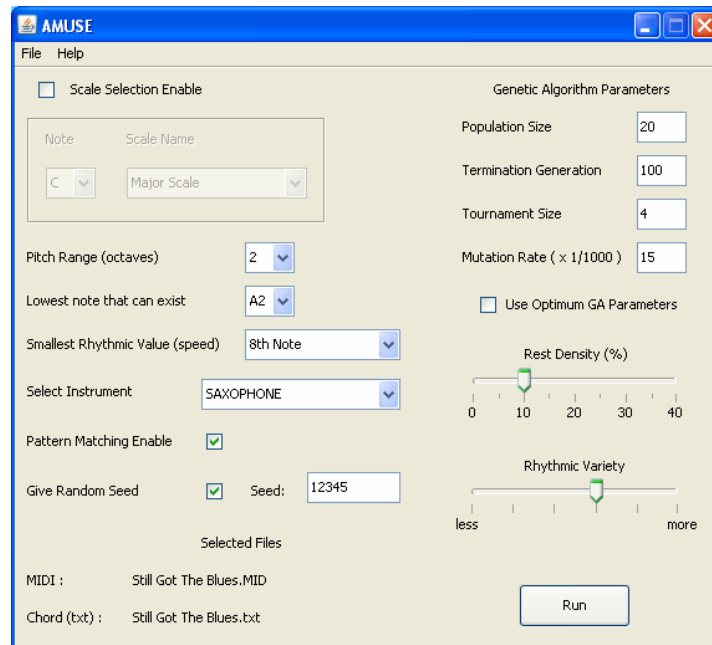 AMUSE
File Help
Scale Selection Enable
Note Scale Name
C Major Scale
Pitch Range (octaves) 2
Lowest note that can exist A2
Smallest Rhythmic Value (speed) 8th Note
Select Instrument SAXOPHONE
Pattern Matching Enable
Give Random Seed Seed: 12345
Selected Files
MIDI : Still Got The Blues.MID
Chord (txt) : Still Got The Blues.txt
Genetic Algorithm Parameters
Population Size 20
Termination Generation 100
Tournament Size 4
Mutation Rate ( x 1/1000 ) 15
Use Optimum GA Parameters
Rest Density (%)
0 10 20 30 40
Rhythmic Variety
less more
Run